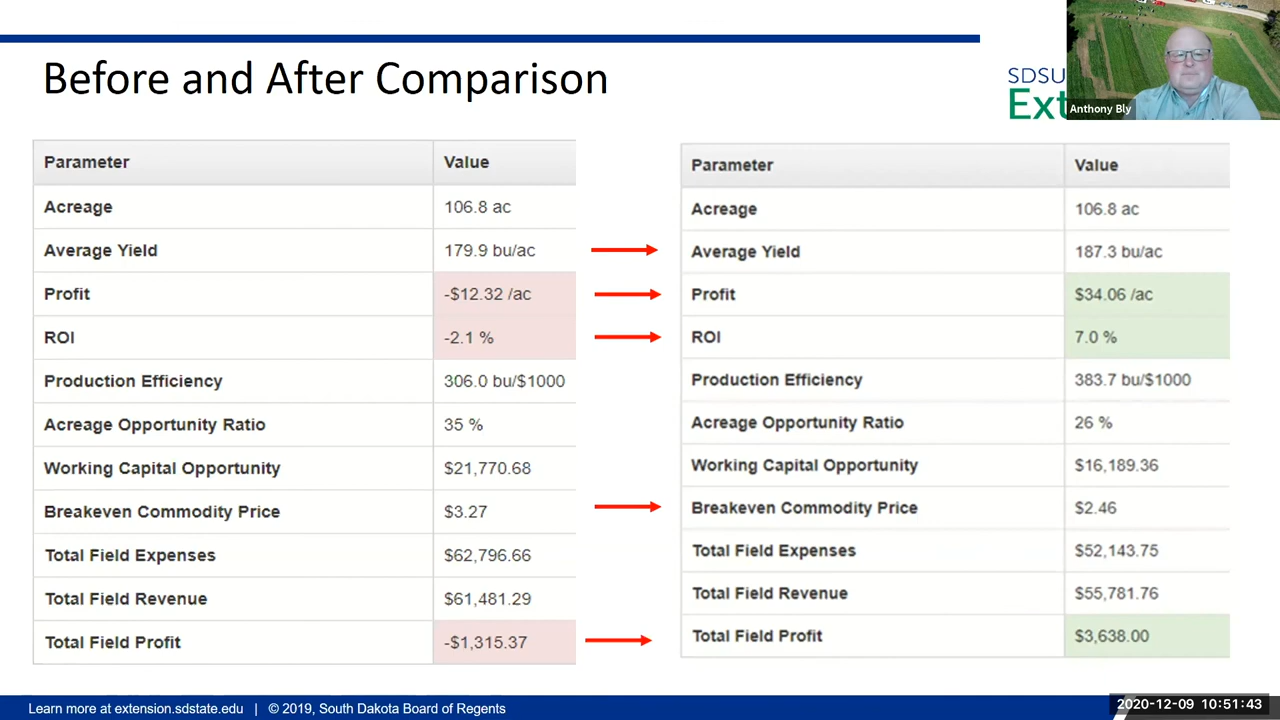 Before and After Comparison
SDSU
Ext
Anthony Bly
Parameter Value
Acreage 106.8 ac
Average Yield 179.9 bu/ac
Profit -$12.32 /ac
ROI -2.1 %
Production Efficiency 306.0 bu/$1000
Acreage Opportunity Ratio 35 %
Working Capital Opportunity $21,770.68
Breakeven Commodity Price $3.27
Total Field Expenses $62,796.66
Total Field Revenue $61,481.29
Total Field Profit -$1,315.37
Parameter Value
Acreage 106.8 ac
Average Yield 187.3 bu/ac
Profit $34.06 /ac
ROI 7.0 %
Production Efficiency 383.7 bu/$1000
Acreage Opportunity Ratio 26 %
Working Capital Opportunity $16,189.36
Breakeven Commodity Price $2.46
Total Field Expenses $52,143.75
Total Field Revenue $55,781.76
Total Field Profit $3,638.00
Learn more at extension.sdstate.edu | © 2019, South Dakota Board of Regents
2020-12-09 10:51:43